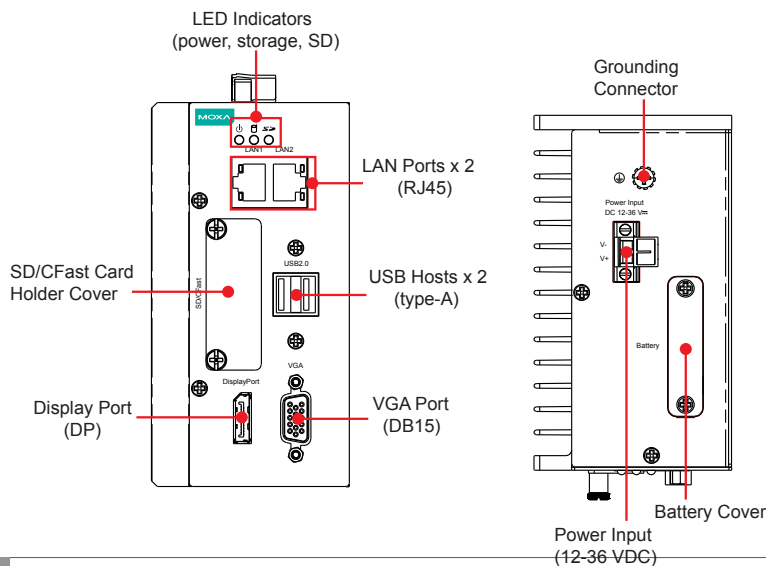 LED Indicators
(power, storage, SD)
MOXA
LAN1 LAN2
LAN Ports x 2
(RJ45)
SD/CFast Card
Holder Cover
SD/CFast
USB2.0
USB Hosts x 2
(type-A)
DisplayPort
VGA
Display Port
(DP)
VGA Port
(DB15)
Grounding
Connector
Power Input
DC 12-36 V⎓
V-
V+
Battery
Battery Cover
Power Input
(12-36 VDC)